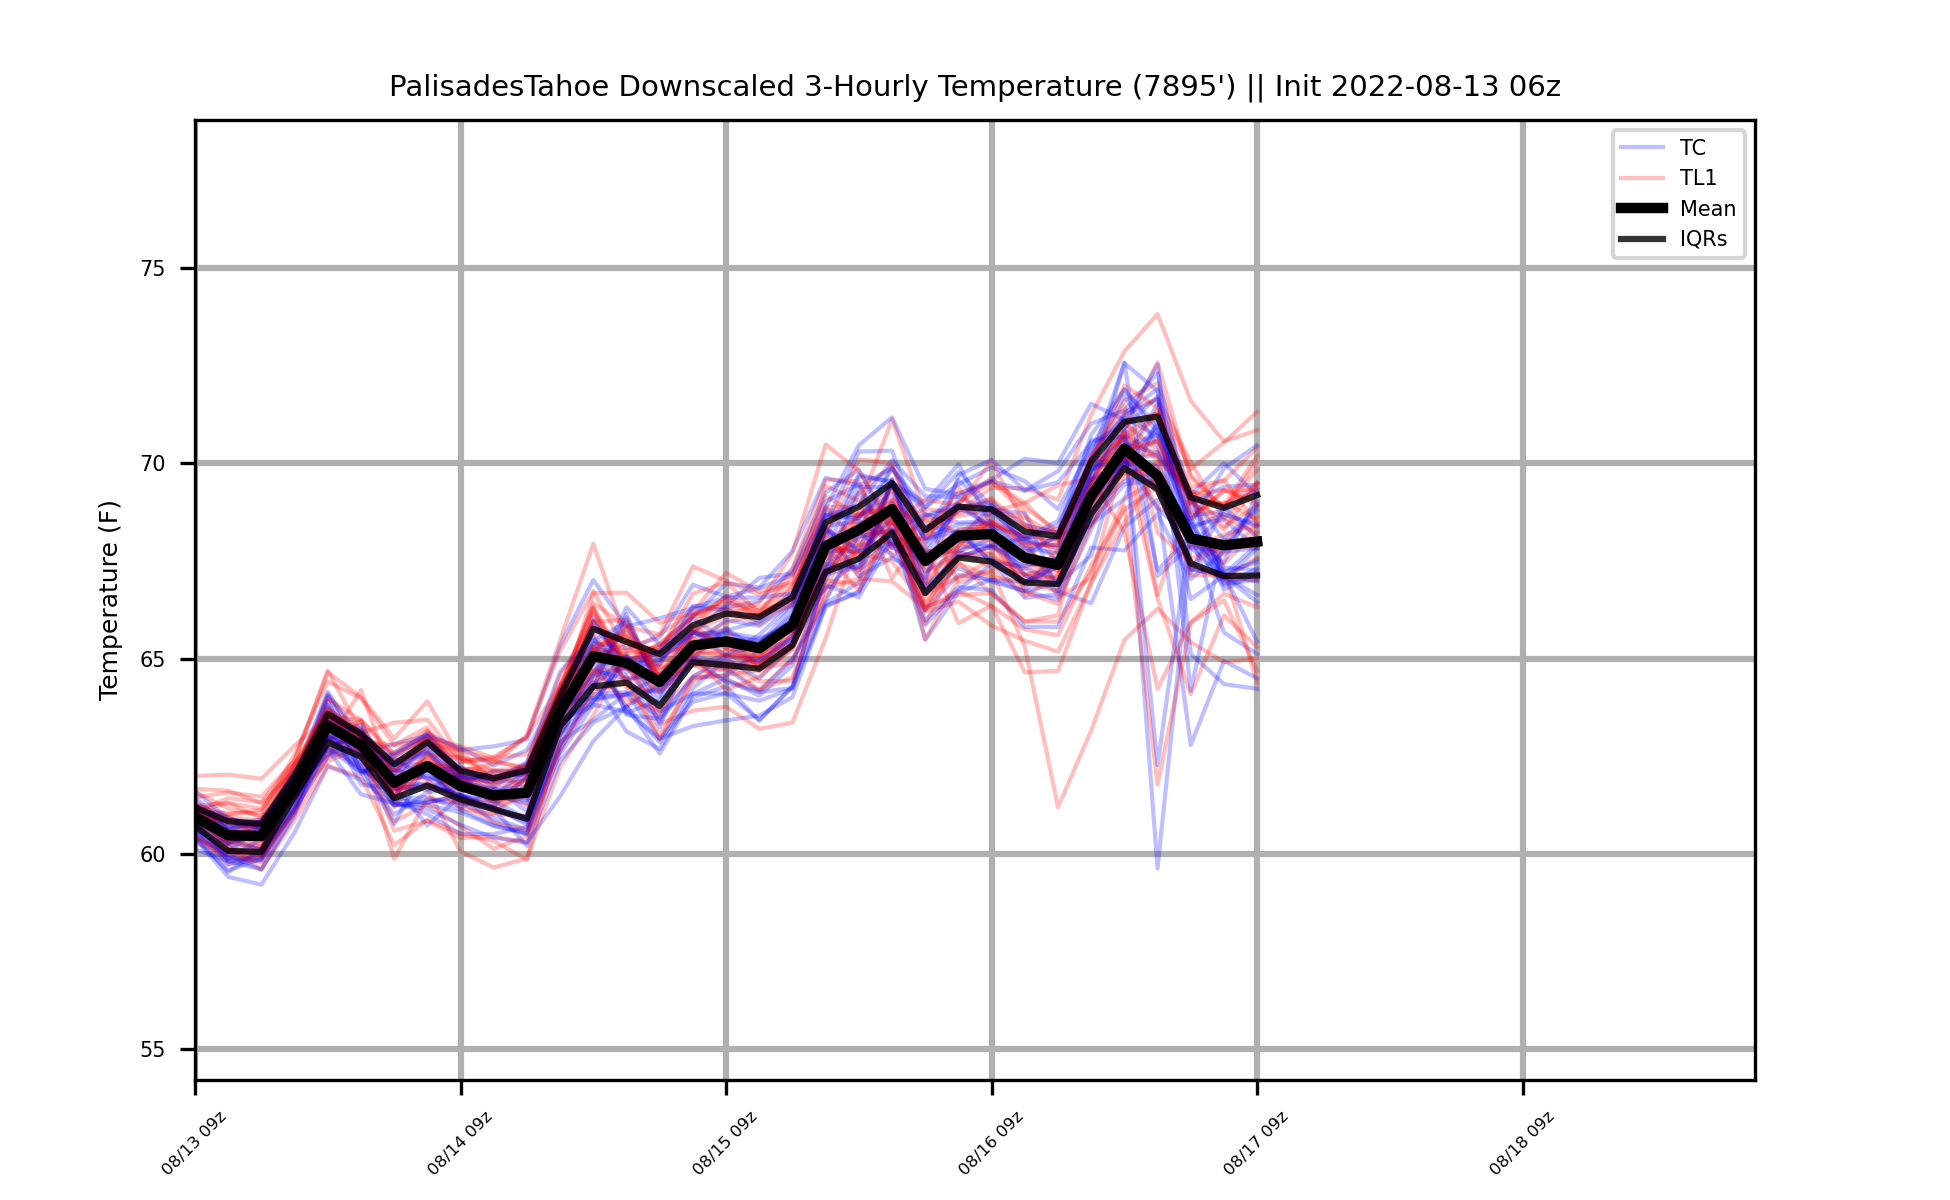 PalisadesTahoe Downscaled 3-Hourly Temperature (7895') || Init 2022-08-13 06z
TC
TL1
Mean
IQRs
Temperature (F)
75
70
65
60
55
08/13 09z
08/14 09z
08/15 09z
08/16 09z
08/17 09z
08/18 09z